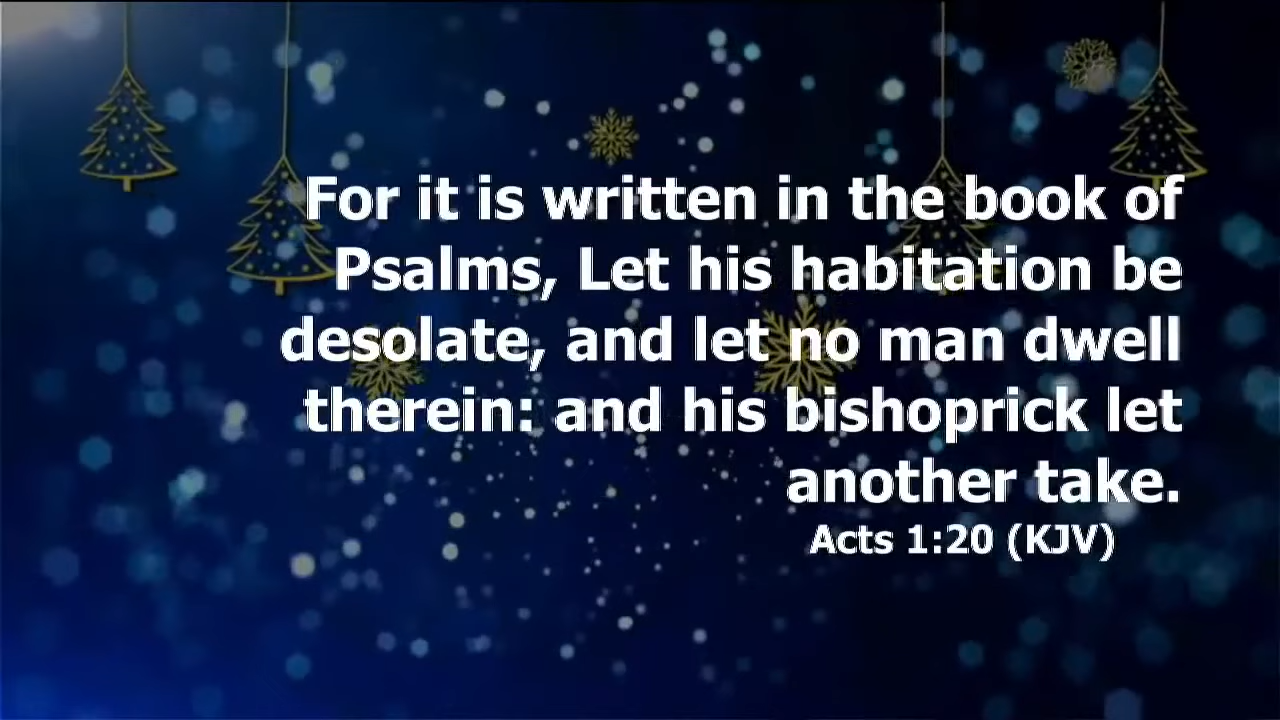 For it is written in the book of
Psalms, Let his habitation be
desolate, and let no man dwell
therein: and his bishoprick let
another take.
Acts 1:20 (KJV)